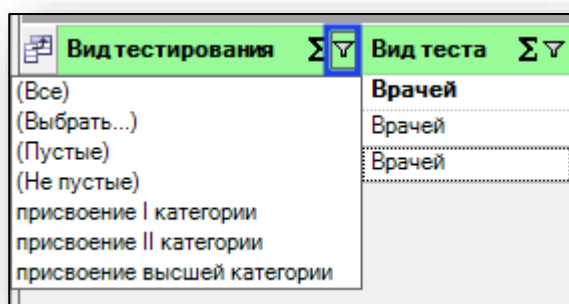 Вид тестирования Σ Вид теста Σ
(Все) Врачей
(Выбрать...) Врачей
(Пустые) Врачей
(Не пустые)
присвоение I категории
присвоение II категории
присвоение высшей категории